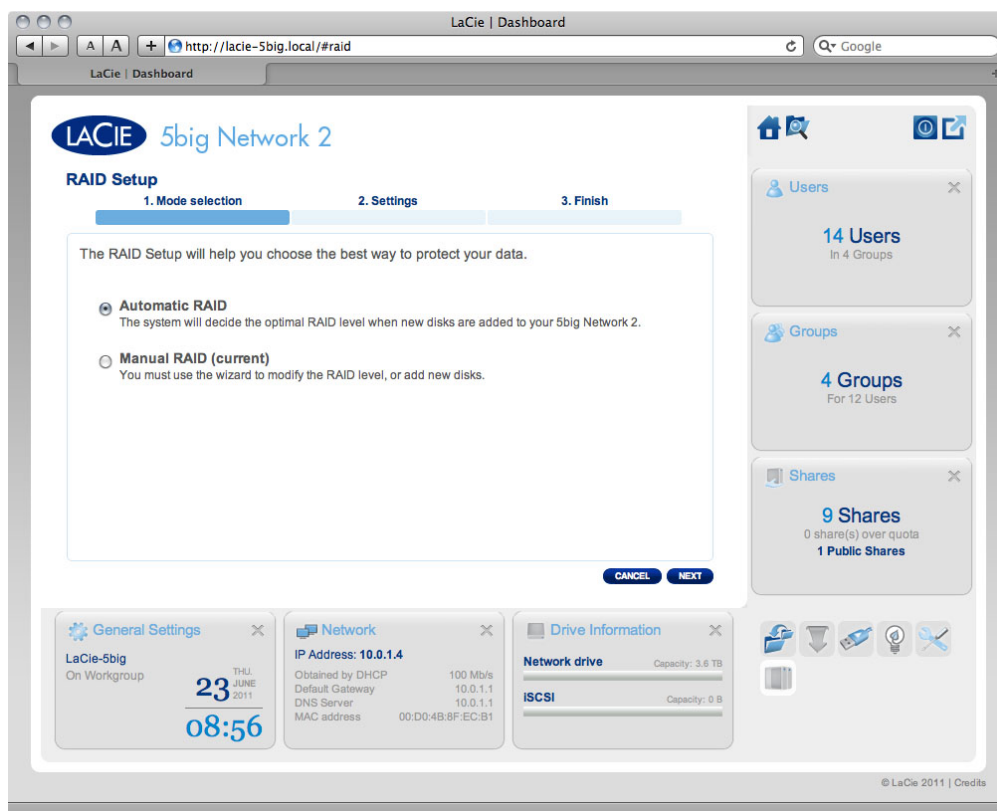 LaCie | Dashboard
A A + http://lacie-5big.local/#raid Google
LaCie | Dashboard +
LACIE 5big Network 2
RAID Setup
1. Mode selection 2. Settings 3. Finish
The RAID Setup will help you choose the best way to protect your data.
Automatic RAID
The system will decide the optimal RAID level when new disks are added to your 5big Network 2.
Manual RAID (current)
You must use the wizard to modify the RAID level, or add new disks.
CANCEL NEXT
Users
14 Users
In 4 Groups
Groups
4 Groups
For 12 Users
Shares
9 Shares
0 share(s) over quota
1 Public Shares
General Settings
LaCie-5big
On Workgroup
THU.
23 JUNE
2011
08:56
Network
IP Address: 10.0.1.4
Obtained by DHCP 100 Mb/s
Default Gateway 10.0.1.1
DNS Server 10.0.1.1
MAC address 00:D0:4B:8F:EC:B1
Drive Information
Network drive Capacity: 3.6 TB
iSCSI Capacity: 0 B
© LaCie 2011 | Credits